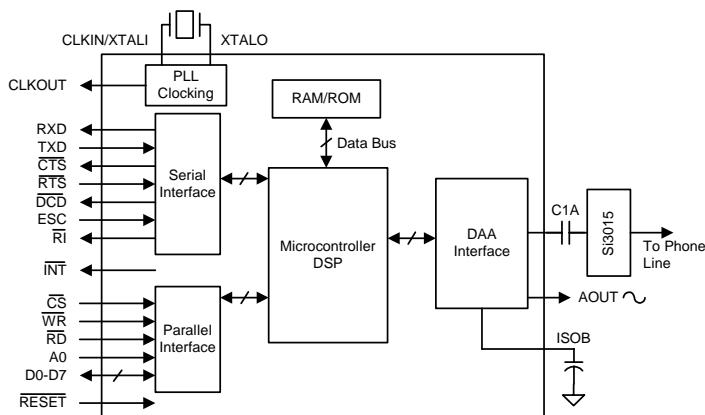 CLKIN/XTALI
XTALO
CLKOUT
PLL
Clocking
RAM/ROM
Data Bus
RXD
TXD
CTS
RTS
DCD
ESC
RI
Serial
Interface
INT
Microcontroller
DSP
DAA
Interface
C1A
Si3015
To Phone
Line
AOUT
ISOB
CS
WR
RD
A0
D0-D7
Parallel
Interface
RESET